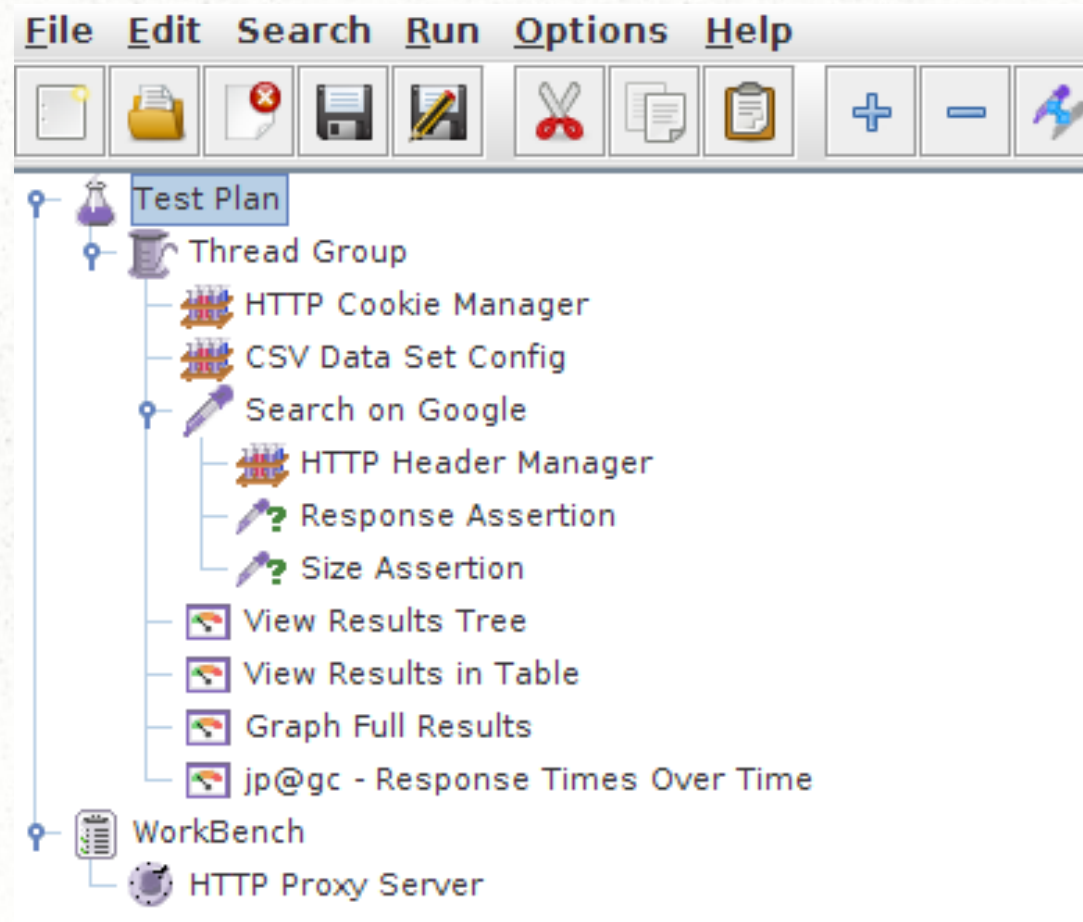 File Edit Search Run Options Help
Test Plan
Thread Group
HTTP Cookie Manager
CSV Data Set Config
Search on Google
HTTP Header Manager
Response Assertion
Size Assertion
View Results Tree
View Results in Table
Graph Full Results
jp@gc - Response Times Over Time
WorkBench
HTTP Proxy Server